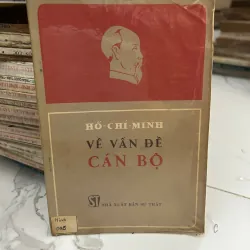 HỒ-CHÍ-MINH
VỀ VẤN ĐỀ
CÁN BỘ
ST NHÀ XUẤT BẢN SỰ THẬT